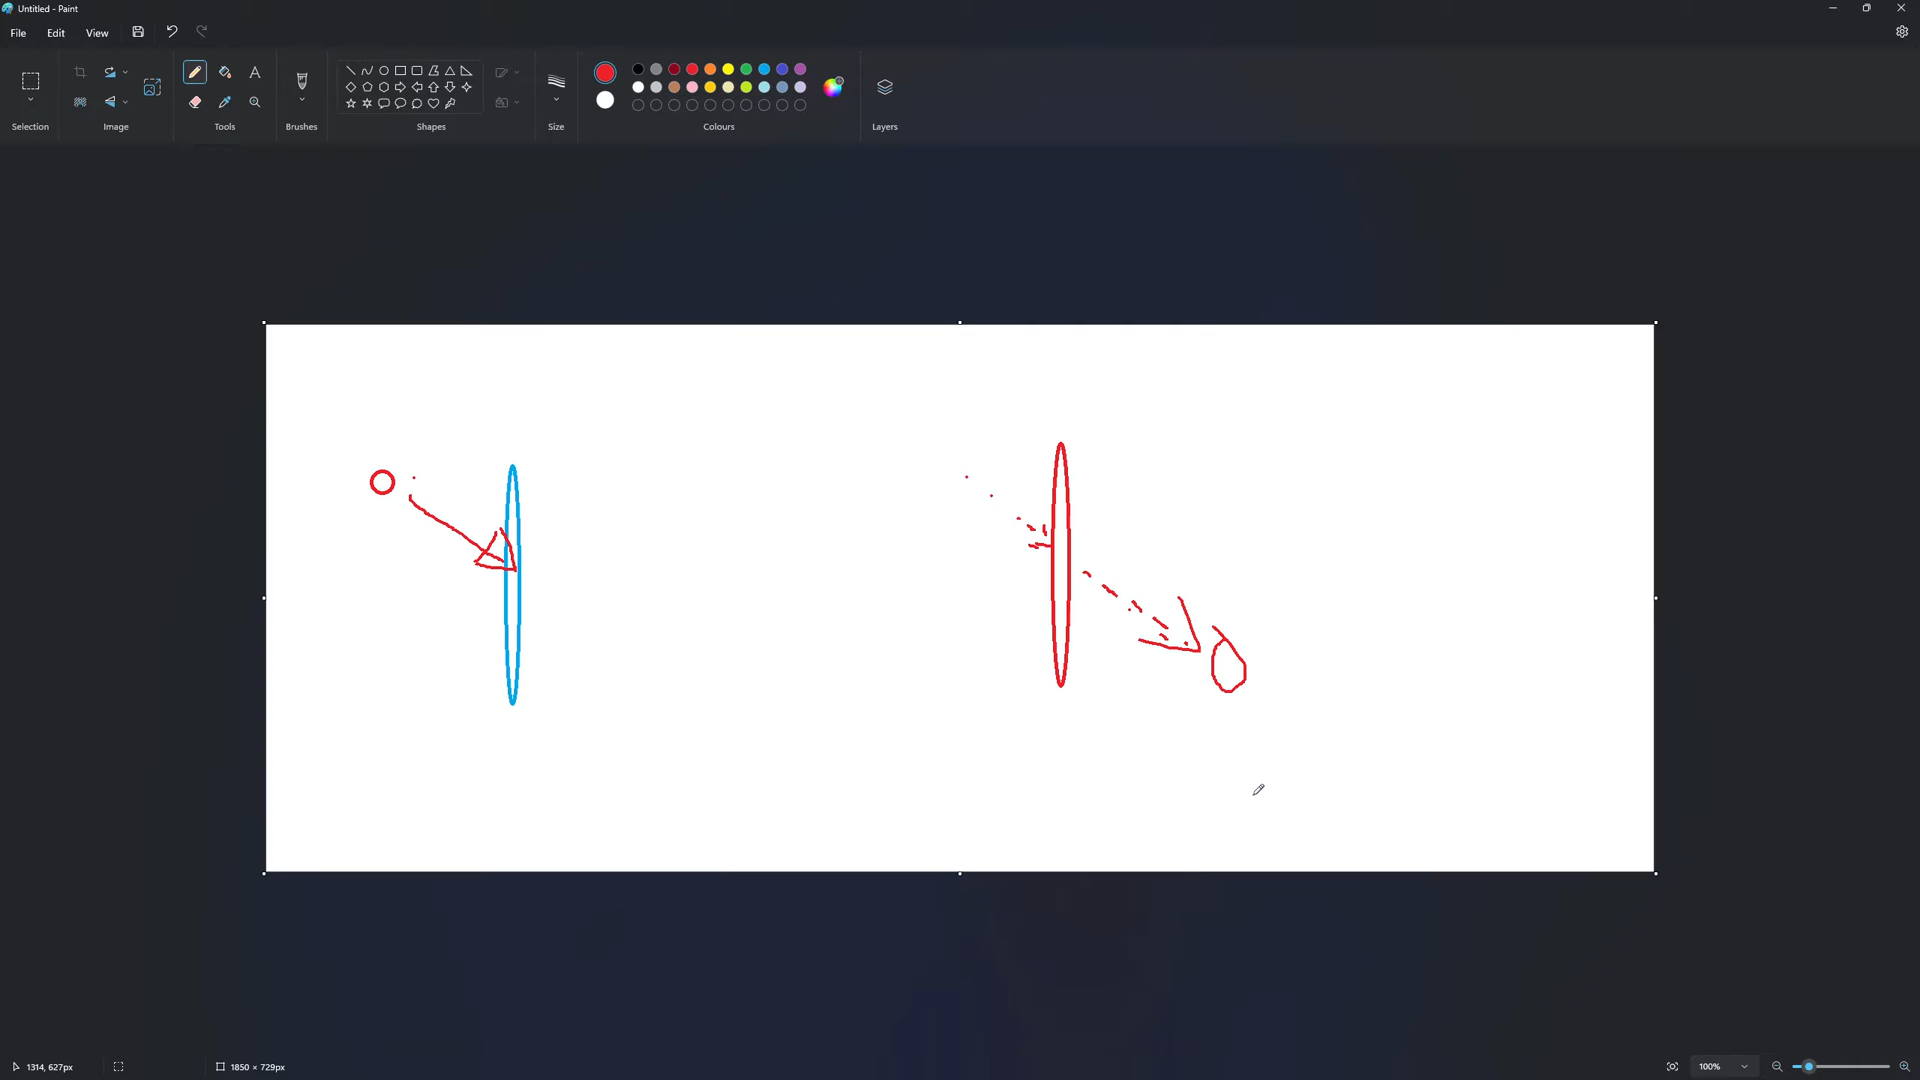 Untitled - Paint
File Edit View
Selection Image Tools Brushes Shapes Size Colours Layers
1314, 627px 1850 × 729px 100%